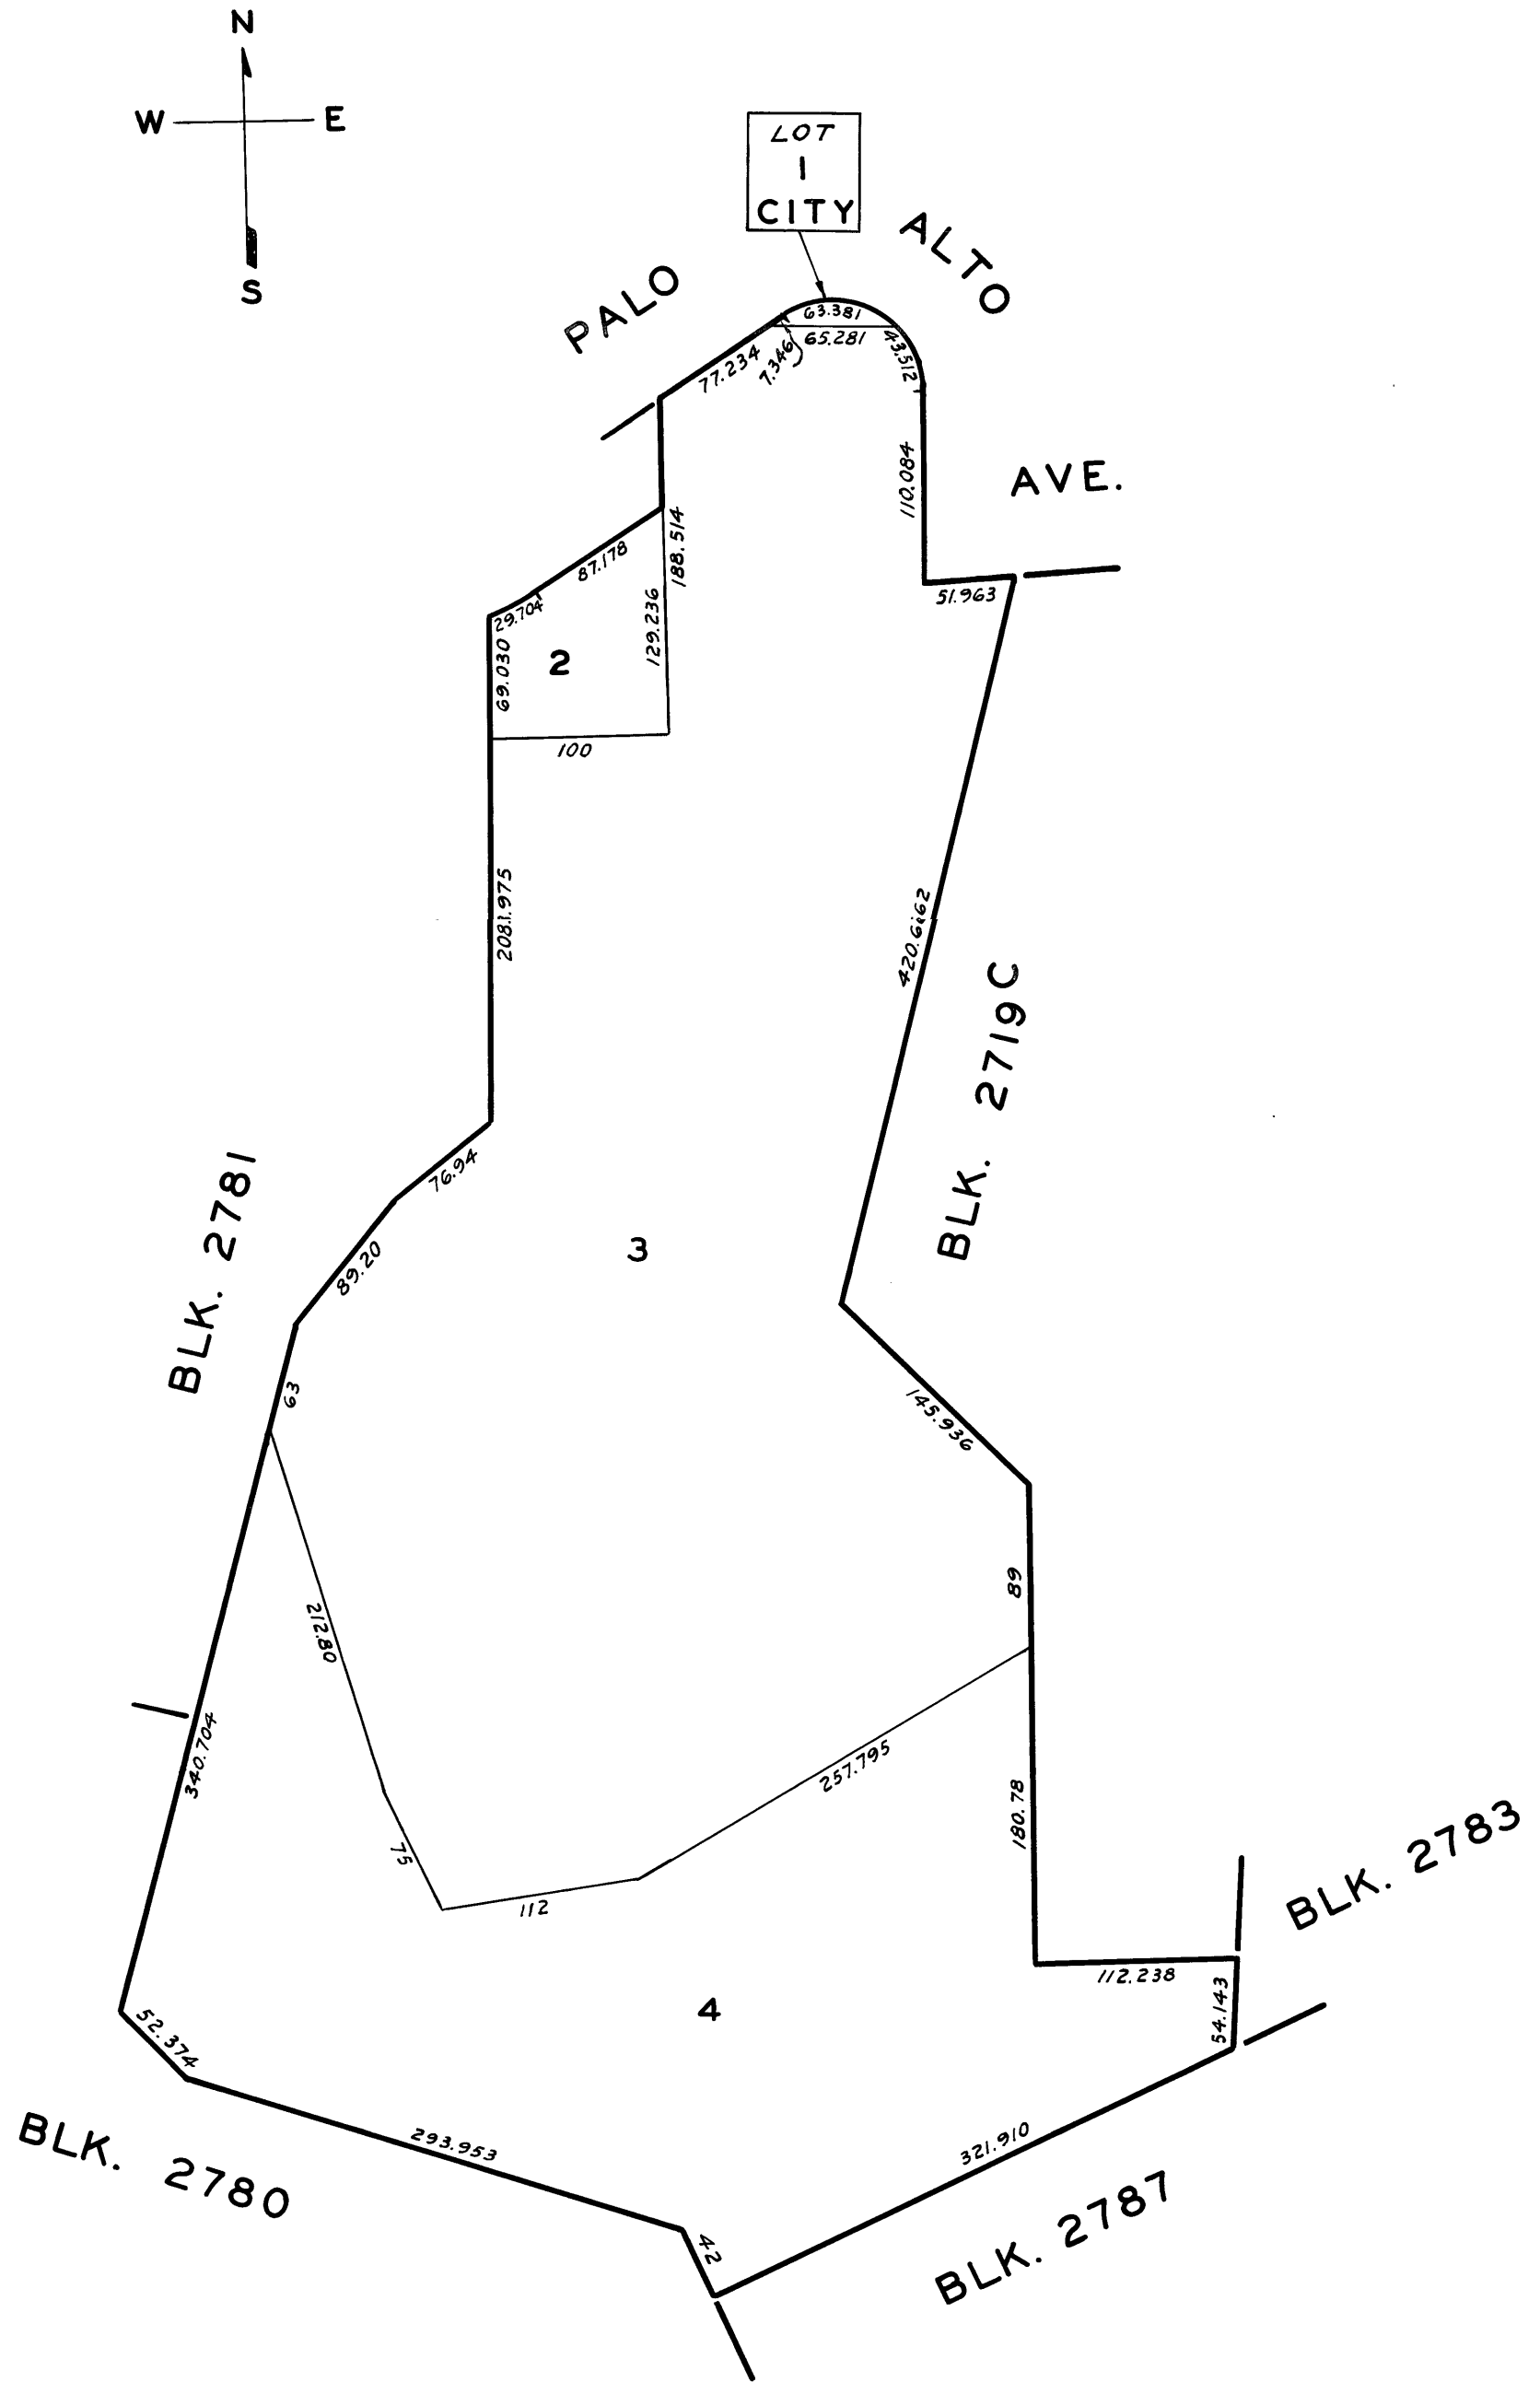 N
W E
S
LOT
1
CITY
PALO
ALTO
AVE.
63.381
65.281
43.512
7.346
77.234
110.084
51.963
188.514
87.178
29.704
129.236
69.030
2
100
208.975
420.662
BLK. 2719C
76.94
BLK. 2781
89.20
3
63
145.936
89
212.80
340.704
257.795
180.78
75
112
BLK. 2783
112.238
54.143
4
52.374
293.953
321.910
BLK. 2780
42
BLK. 2787